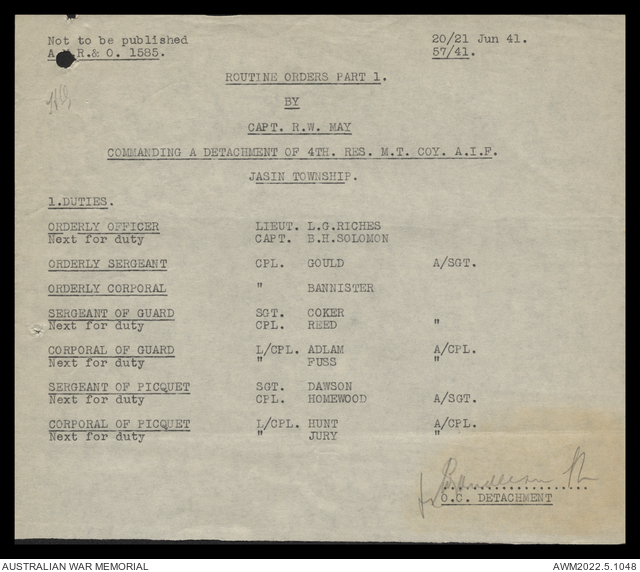 Not to be published 20/21 Jun 41.
A.M.R.& O. 1585. 57/41.
ROUTINE ORDERS PART 1.
BY
CAPT. R.W. MAY
COMMANDING A DETACHMENT OF 4TH. RES. M.T. COY. A.I.F.
JASIN TOWNSHIP.
1.DUTIES.
ORDERLY OFFICER LIEUT. L.G.RICHES
Next for duty CAPT. B.H.SOLOMON
ORDERLY SERGEANT CPL. GOULD A/SGT.
ORDERLY CORPORAL " BANNISTER
SERGEANT OF GUARD SGT. COKER
Next for duty CPL. REED "
CORPORAL OF GUARD L/CPL. ADLAM A/CPL.
Next for duty " FUSS "
SERGEANT OF PICQUET SGT. DAWSON
Next for duty CPL. HOMEWOOD A/SGT.
CORPORAL OF PICQUET L/CPL. HUNT A/CPL.
Next for duty " JURY "
O.C. DETACHMENT
AUSTRALIAN WAR MEMORIAL AWM2022.5.1048